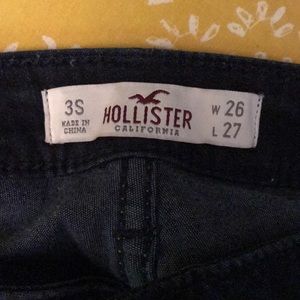 3S
MADE IN
CHINA
HOLLISTER
CALIFORNIA
W 26
L 27